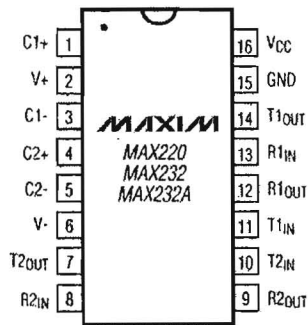 C1+ 1 16 VCC
V+ 2 15 GND
C1- 3 MAXIM 14 T1OUT
C2+ 4 MAX220 13 R1IN
C2- 5 MAX232 12 R1OUT
MAX232A
V- 6 11 T1IN
T2OUT 7 10 T2IN
R2IN 8 9 R2OUT